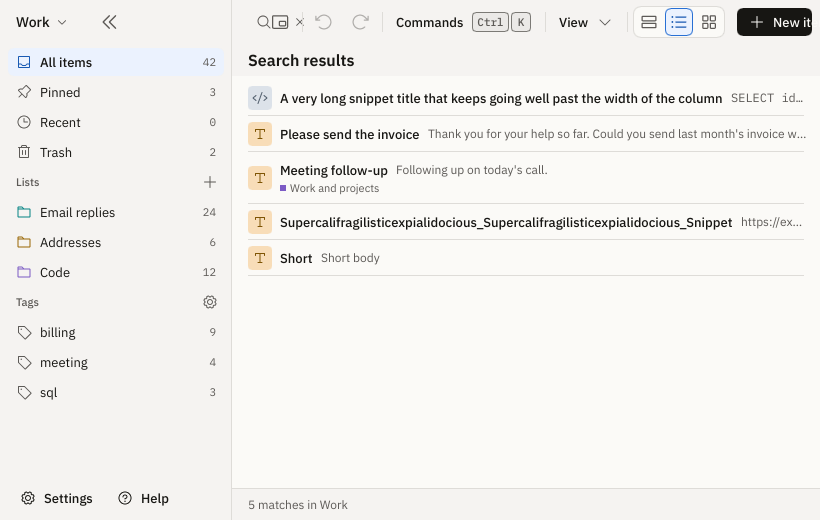 Work
Commands Ctrl K View New it
All items 42
Pinned 3
Recent 0
Trash 2
Lists
Email replies 24
Addresses 6
Code 12
Tags
billing 9
meeting 4
sql 3
Settings Help
Search results
</> A very long snippet title that keeps going well past the width of the column SELECT id…
T Please send the invoice Thank you for your help so far. Could you send last month's invoice w…
T Meeting follow-up Following up on today's call.
Work and projects
T Supercalifragilisticexpialidocious_Supercalifragilisticexpialidocious_Snippet https://ex…
T Short Short body
5 matches in Work